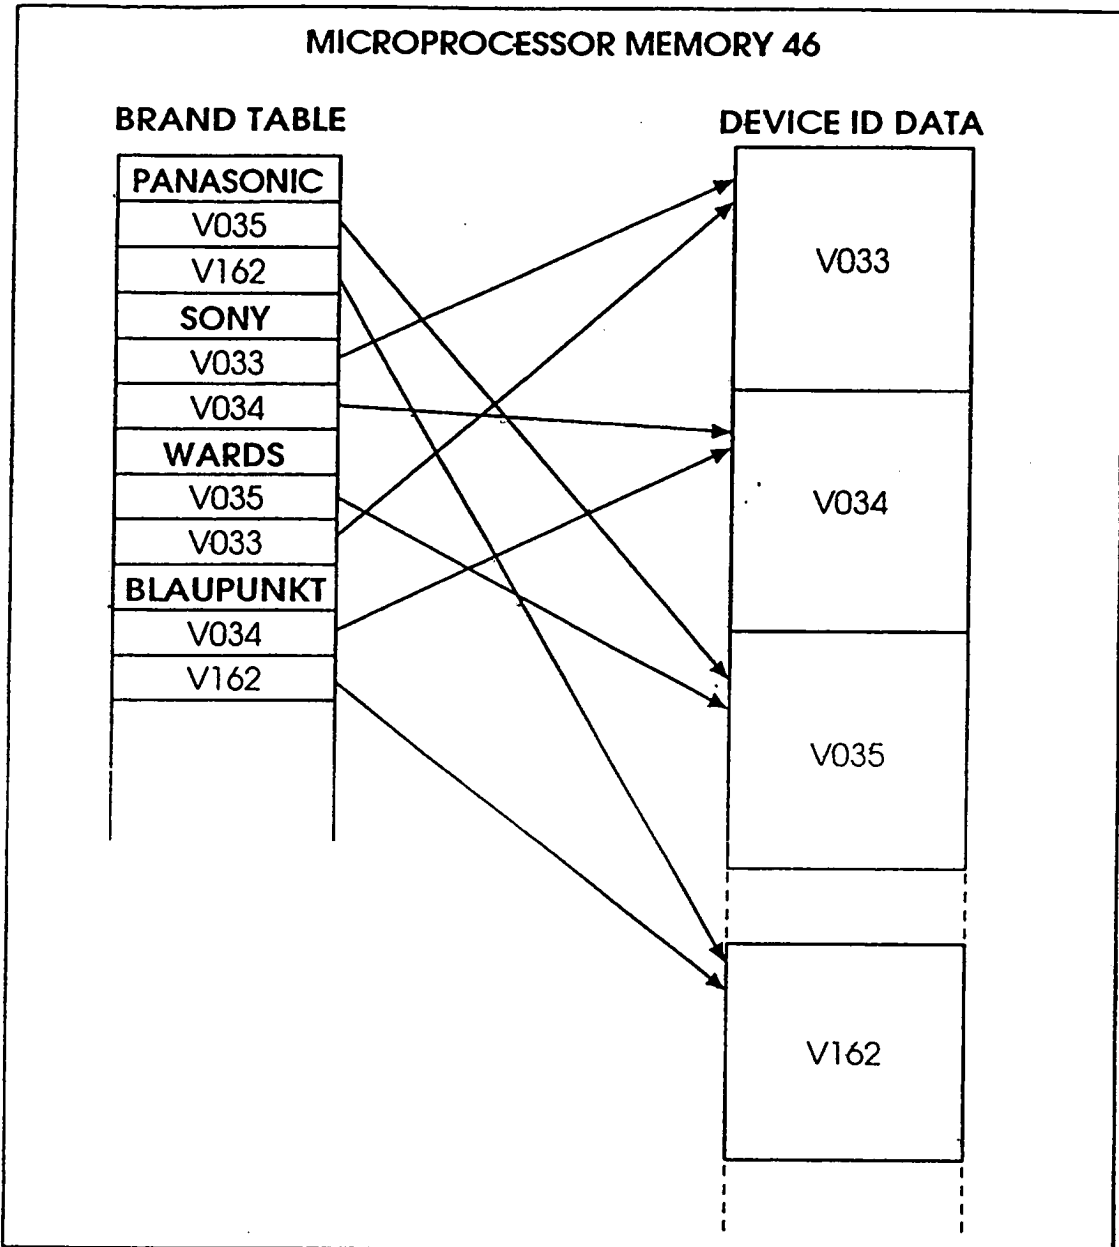 MICROPROCESSOR MEMORY 46
BRAND TABLE
PANASONIC
V035
V162
SONY
V033
V034
WARDS
V035
V033
BLAUPUNKT
V034
V162
DEVICE ID DATA
V033
V034
V035
V162